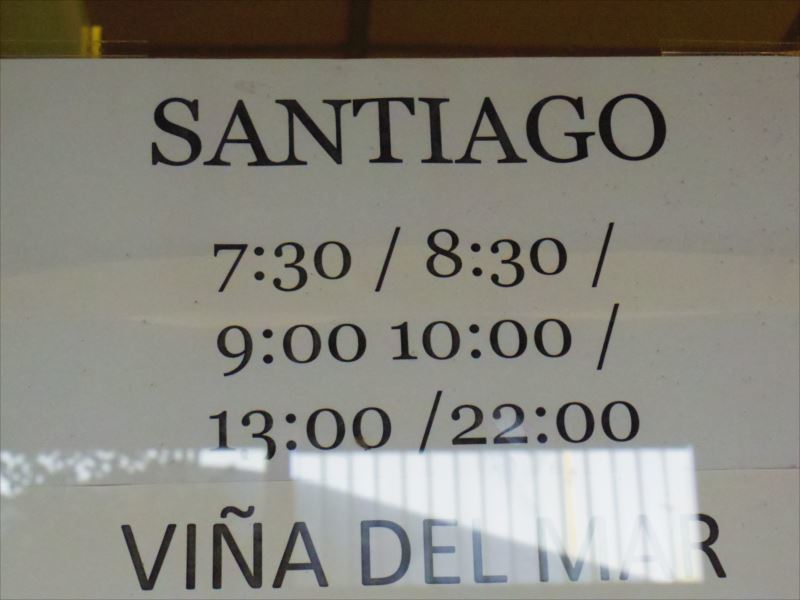 SANTIAGO
7:30 / 8:30 /
9:00 10:00 /
13:00 /22:00
VIÑA DEL MAR